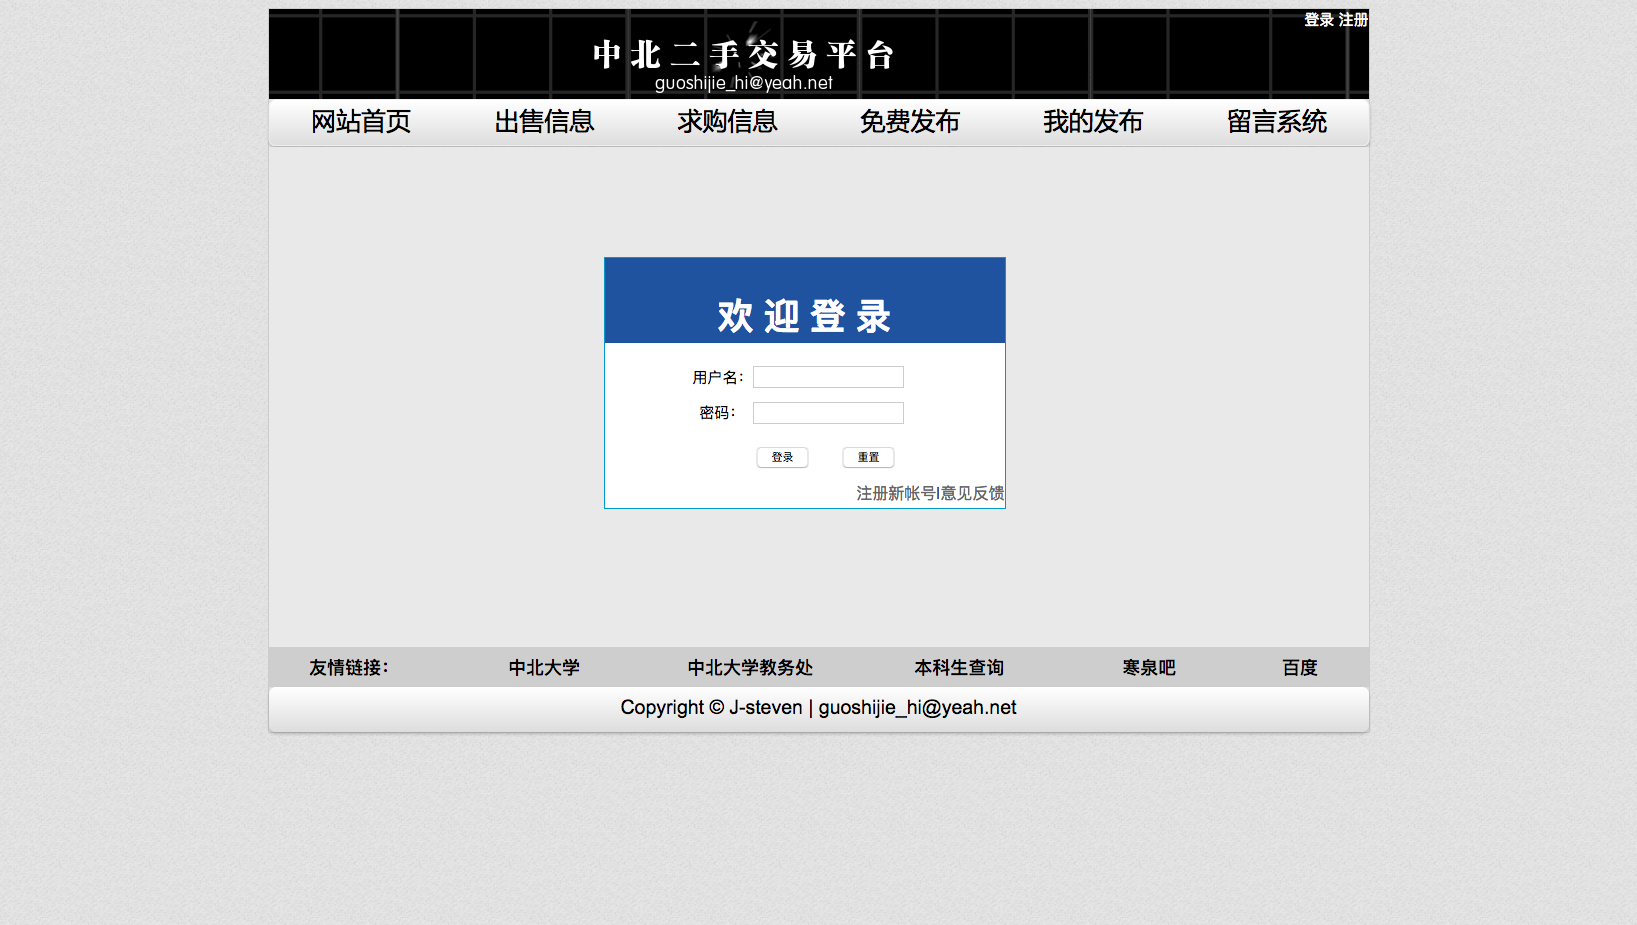 登录 注册
中北二手交易平台
guoshijie_hi@yeah.net
网站首页 出售信息 求购信息 免费发布 我的发布 留言系统
欢迎登录
用户名：
密码：
登录 重置
注册新帐号|意见反馈
友情链接： 中北大学 中北大学教务处 本科生查询 寒泉吧 百度
Copyright © J-steven | guoshijie_hi@yeah.net